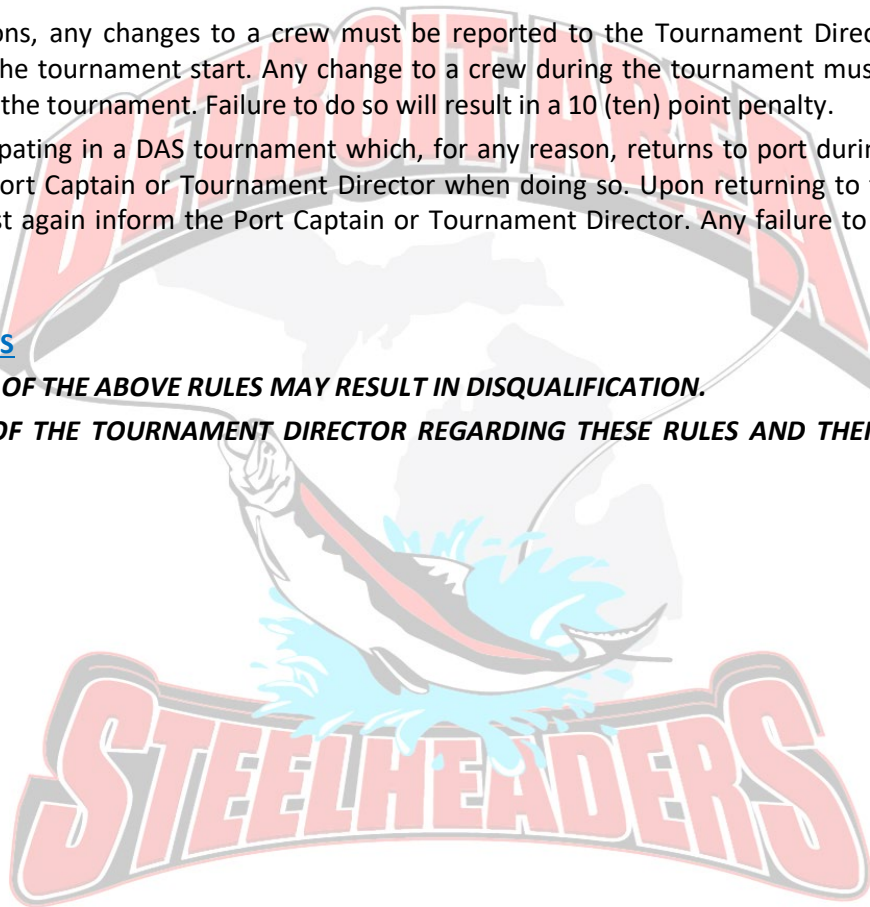 ons, any changes to a crew must be reported to the Tournament Direc
he tournament start. Any change to a crew during the tournament mus
the tournament. Failure to do so will result in a 10 (ten) point penalty.
pating in a DAS tournament which, for any reason, returns to port durin
ort Captain or Tournament Director when doing so. Upon returning to
st again inform the Port Captain or Tournament Director. Any failure to
S
OF THE ABOVE RULES MAY RESULT IN DISQUALIFICATION.
OF THE TOURNAMENT DIRECTOR REGARDING THESE RULES AND THEI
DETROIT AREA
STEELHEADERS